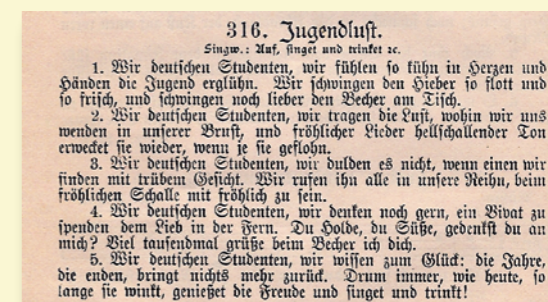 316. Jugendlust.
Singw.: Auf, singet und trinket ꝛc.
1. Wir deutschen Studenten, wir fühlen so kühn in Herzen und
Händen die Jugend erglühn. Wir schwingen den Hieber so flott und
so frisch, und schwingen noch lieber den Becher am Tisch.
2. Wir deutschen Studenten, wir tragen die Lust, wohin wir uns
wenden in unserer Brust, und fröhlicher Lieder hellschallender Ton
erwecket sie wieder, wenn je sie geflohn.
3. Wir deutschen Studenten, wir dulden es nicht, wenn einen wir
finden mit trübem Gesicht. Wir rufen ihn alle in unsere Reihn, beim
fröhlichen Schalle mit fröhlich zu sein.
4. Wir deutschen Studenten, wir denken noch gern, ein Vivat zu
spenden dem Lieb in der Fern. Du Holde, du Süße, gedenkst du an
mich? Viel tausendmal grüße beim Becher ich dich.
5. Wir deutschen Studenten, wir wissen zum Glück: die Jahre,
die enden, bringt nichts mehr zurück. Drum immer, wie heute, so
lange sie winkt, genießet die Freude und singet und trinkt!